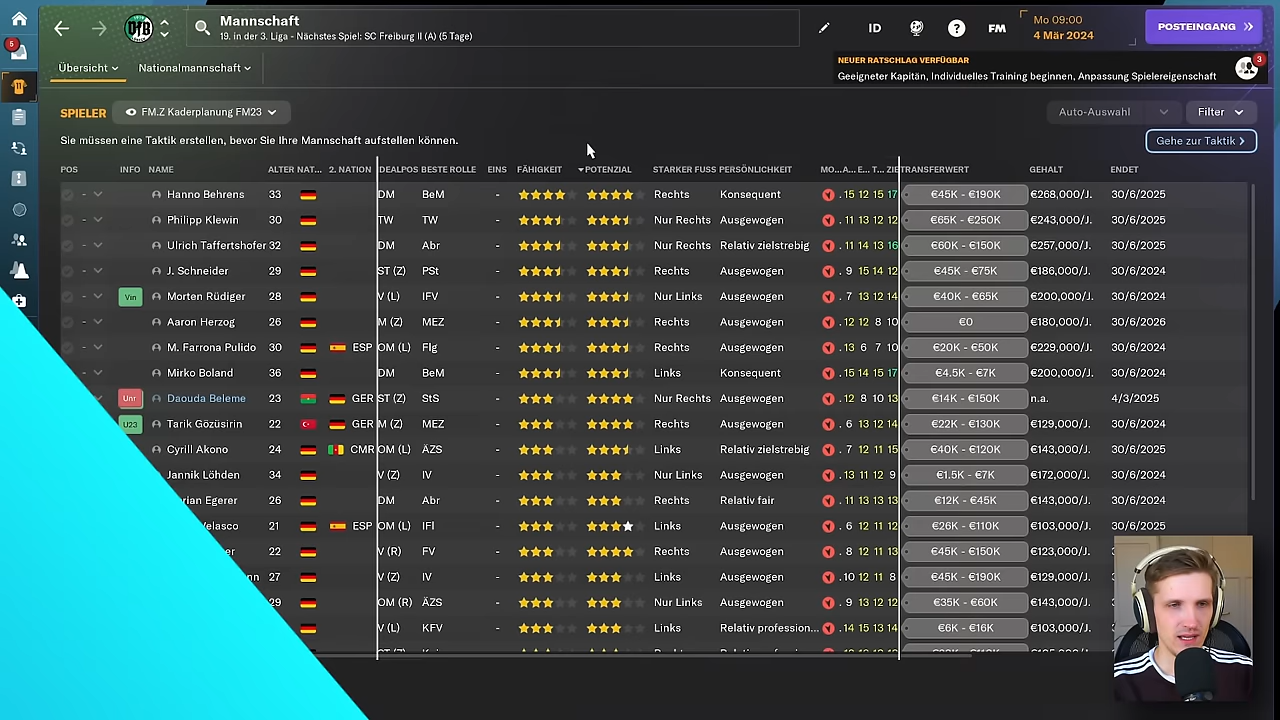 Mannschaft
19. in der 3. Liga - Nächstes Spiel: SC Freiburg II (A) (5 Tage)
ID
FM
Mo 09:00
4 Mär 2024
POSTEINGANG
5
Übersicht
Nationalmannschaft
NEUER RATSCHLAG VERFÜGBAR
Geeigneter Kapitän, Individuelles Training beginnen, Anpassung Spielereigenschaft
3
SPIELER
FM.Z Kaderplanung FM23
Auto-Auswahl
Filter
Sie müssen eine Taktik erstellen, bevor Sie Ihre Mannschaft aufstellen können.
Gehe zur Taktik
POS INFO NAME ALTER NAT... 2. NATION IDEALPOS BESTE ROLLE EINS FÄHIGKEIT POTENZIAL STARKER FUSS PERSÖNLICHKEIT MO... A... E... T... ZIE TRANSFERWERT GEHALT ENDET
- Hanno Behrens 33 DM BeM - Rechts Konsequent . 15 12 15 17 €45K - €190K €268,000/J. 30/6/2025
- Philipp Klewin 30 TW TW - Nur Rechts Ausgewogen . 11 13 12 12 €65K - €250K €243,000/J. 30/6/2025
- Ulrich Taffertshofer 32 DM Abr - Nur Rechts Relativ zielstrebig . 11 14 13 16 €60K - €150K €257,000/J. 30/6/2025
- J. Schneider 29 ST (Z) PSt - Rechts Ausgewogen . 9 15 14 12 €45K - €75K €186,000/J. 30/6/2024
- Vin Morten Rüdiger 28 V (L) IFV - Nur Links Ausgewogen . 7 13 12 14 €40K - €65K €200,000/J. 30/6/2024
- Aaron Herzog 26 M (Z) MEZ - Rechts Ausgewogen . 12 12 8 10 €0 €180,000/J. 30/6/2026
- M. Farrona Pulido 30 ESP OM (L) Flg - Rechts Ausgewogen . 13 6 7 10 €20K - €50K €229,000/J. 30/6/2024
- Mirko Boland 36 DM BeM - Links Konsequent . 15 14 15 17 €4.5K - €7K €200,000/J. 30/6/2024
Unr Daouda Beleme 23 GER ST (Z) StS - Nur Rechts Ausgewogen . 12 8 10 13 €14K - €150K n.a. 4/3/2025
U23 Tarik Gözüsirin 22 GER M (Z) MEZ - Rechts Ausgewogen . 6 13 12 14 €22K - €130K €129,000/J. 30/6/2025
Cyrill Akono 24 CMR OM (L) ÄZS - Links Relativ zielstrebig . 7 12 11 15 €40K - €120K €143,000/J. 30/6/2025
Jannik Löhden 34 V (Z) IV - Nur Links Ausgewogen . 13 11 12 9 €1.5K - €7K €172,000/J. 30/6/2024
Egerer 26 DM Abr - Rechts Relativ fair . 11 13 13 13 €12K - €45K €143,000/J. 30/6/2024
Velasco 21 ESP OM (L) IFl - Links Ausgewogen . 6 12 11 12 €26K - €110K €103,000/J. 30/6/2025
22 V (R) FV - Rechts Ausgewogen . 8 12 11 13 €45K - €150K €123,000/J.
27 V (Z) IV - Links Ausgewogen . 10 12 11 8 €45K - €190K €129,000/J.
29 OM (R) ÄZS - Nur Links Ausgewogen . 9 13 12 12 €35K - €60K €143,000/J.
V (L) KFV - Links Relativ profession... . 14 15 13 14 €6K - €16K €103,000/J.